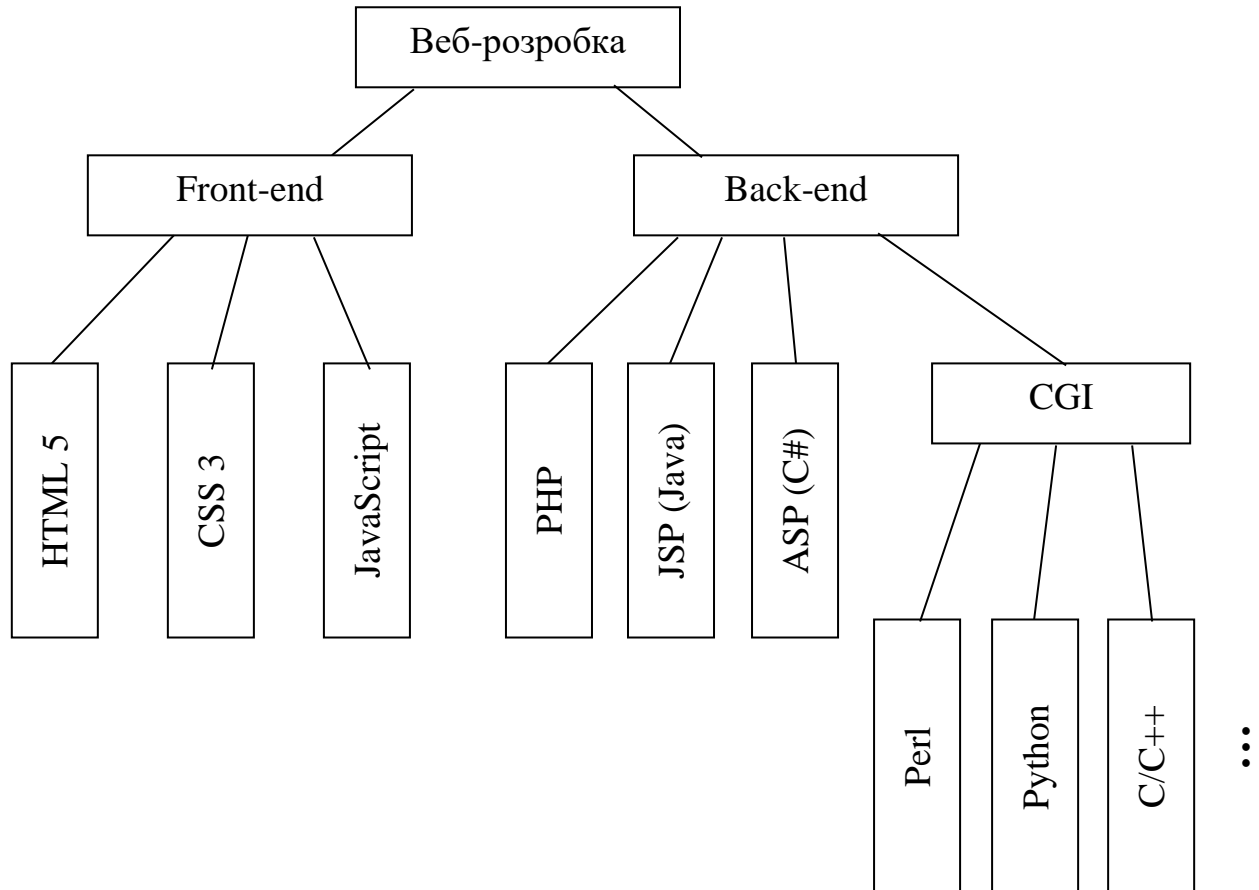 Веб-розробка
Front-end
Back-end
HTML 5
CSS 3
JavaScript
PHP
JSP (Java)
ASP (C#)
CGI
Perl
Python
C/C++
...